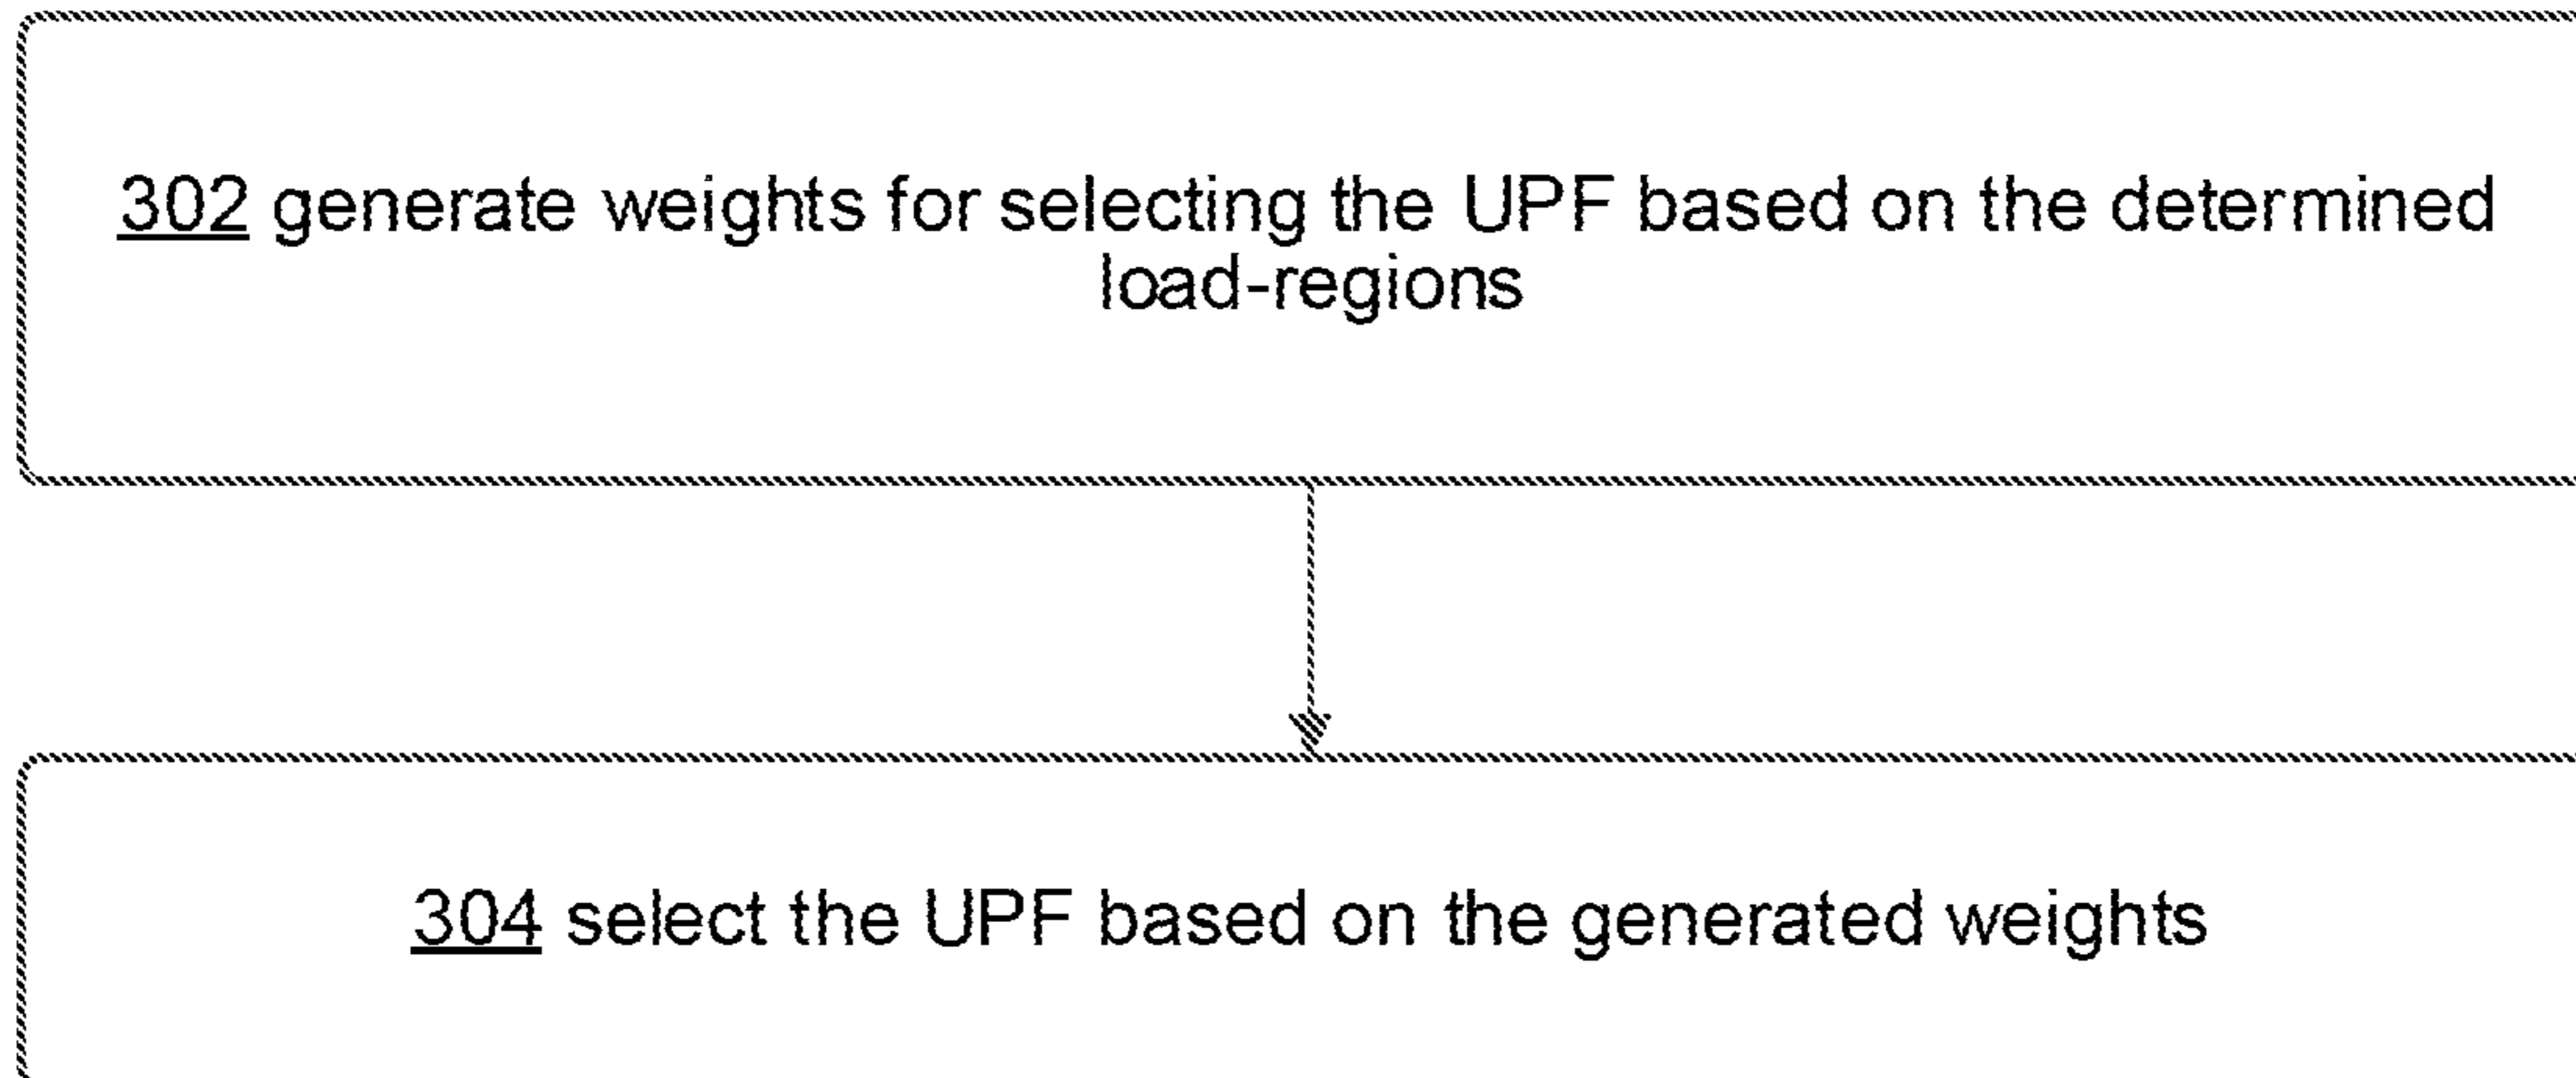 302 generate weights for selecting the UPF based on the determined
load-regions
304 select the UPF based on the generated weights